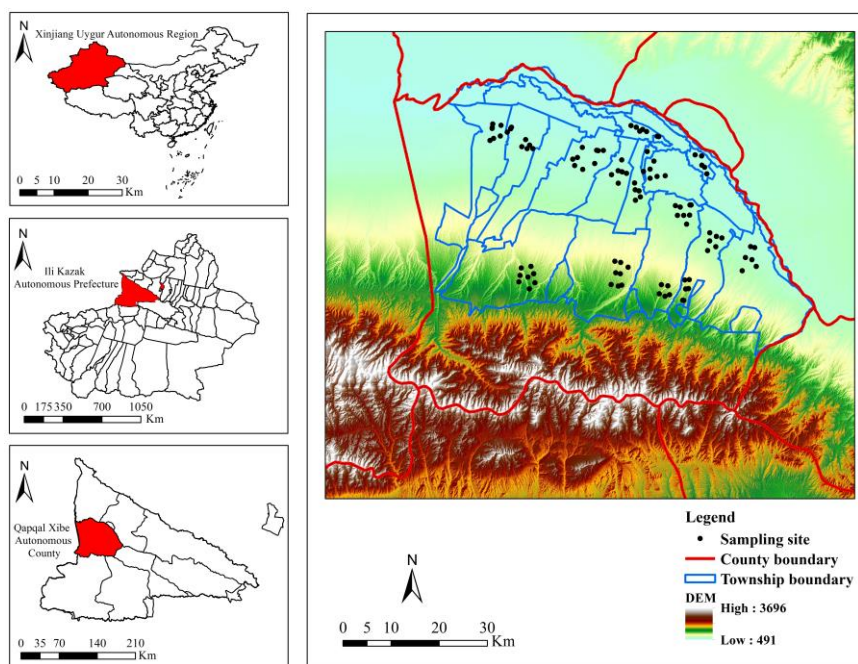 N
Xinjiang Uygur Autonomous Region
0 5 10 20 30
Km
N
Ili Kazak
Autonomous Prefecture
0 175 350 700 1050
Km
N
Qapqal Xibe
Autonomous
County
0 35 70 140 210
Km
N
0 5 10 20 30
Km
Legend
Sampling site
County boundary
Township boundary
DEM
High : 3696
Low : 491